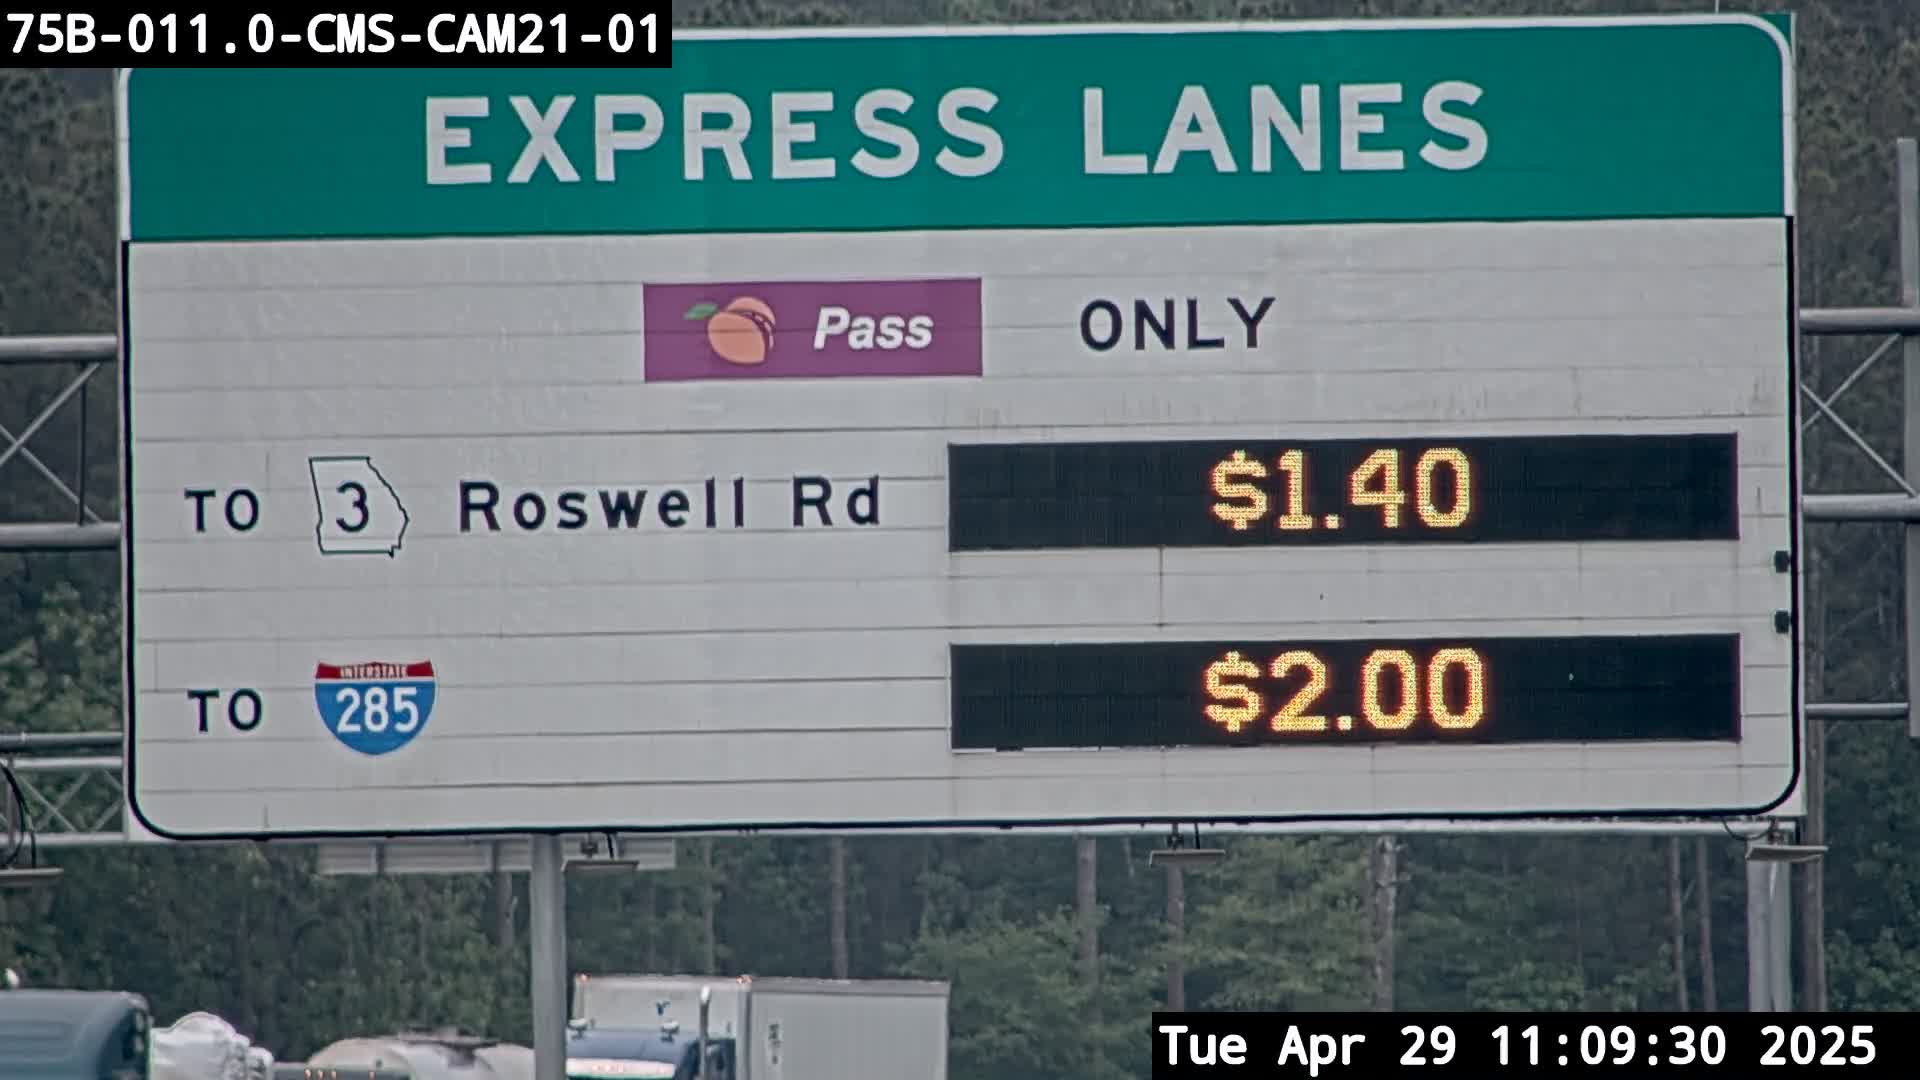 75B-011.0-CMS-CAM21-01
EXPRESS LANES
Pass ONLY
TO 3 Roswell Rd $1.40
INTERSTATE
TO 285 $2.00
Tue Apr 29 11:09:30 2025